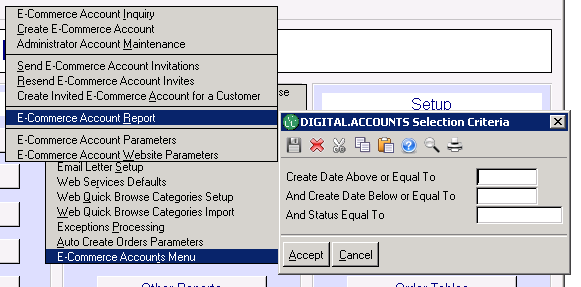 E-Commerce Account Inquiry
Create E-Commerce Account
Administrator Account Maintenance
Send E-Commerce Account Invitations
Resend E-Commerce Account Invites
Create Invited E-Commerce Account for a Customer
E-Commerce Account Report
E-Commerce Account Parameters
E-Commerce Account Website Parameters
Email Letter Setup
Web Services Defaults
Web Quick Browse Categories Setup
Web Quick Browse Categories Import
Exceptions Processing
Auto Create Orders Parameters
E-Commerce Accounts Menu
Setup
DIGITAL.ACCOUNTS Selection Criteria
Create Date Above or Equal To
And Create Date Below or Equal To
And Status Equal To
Accept Cancel
Other Reports
Order Tables